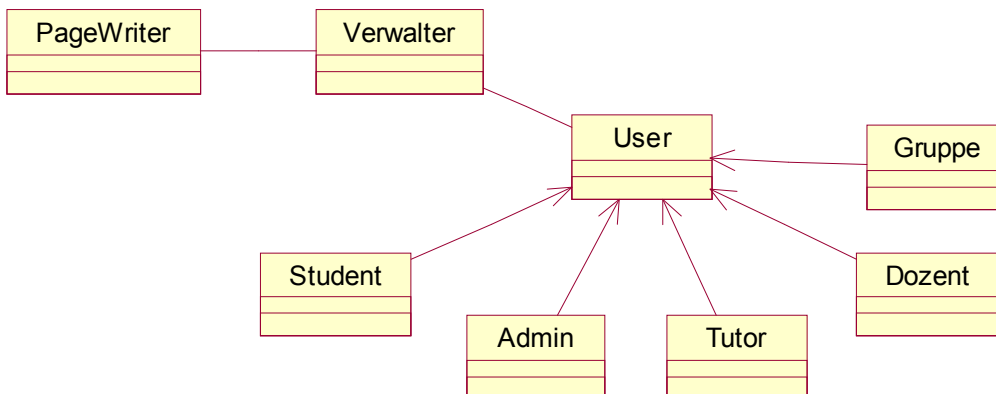 PageWriter
Verwalter
User
Gruppe
Student
Dozent
Admin
Tutor